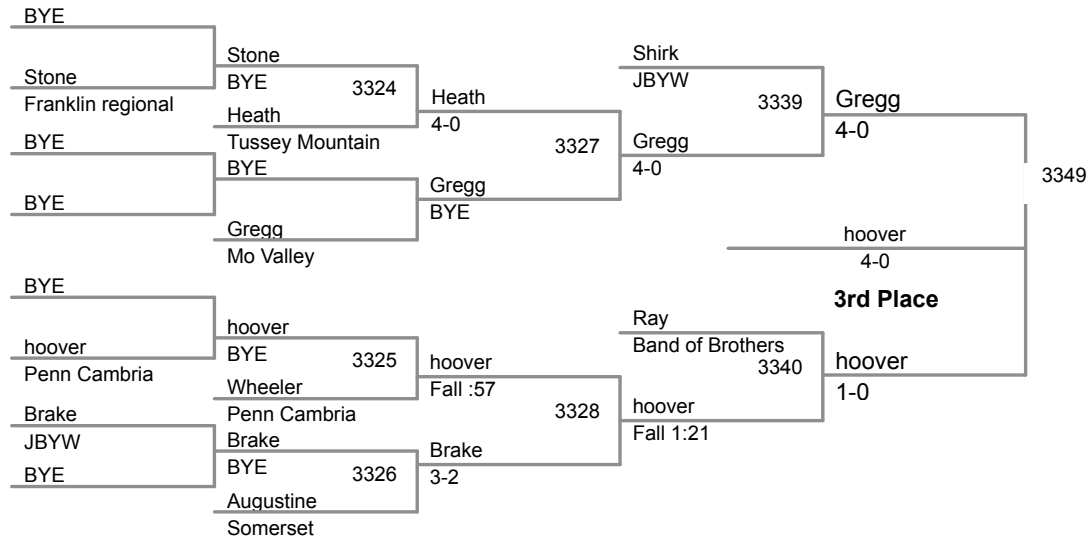 BYE
Stone
Franklin regional
BYE
BYE
BYE
hoover
Penn Cambria
Brake
JBYW
BYE
Stone
BYE
3324
Heath
Tussey Mountain
BYE
Gregg
Mo Valley
hoover
BYE
3325
Wheeler
Penn Cambria
Brake
BYE
3326
Augustine
Somerset
Heath
4-0
3327
Gregg
BYE
hoover
Fall :57
3328
Brake
3-2
Shirk
JBYW
3339
Gregg
4-0
Ray
Band of Brothers
3340
hoover
Fall 1:21
Gregg
4-0
3349
hoover
4-0
3rd Place
hoover
1-0